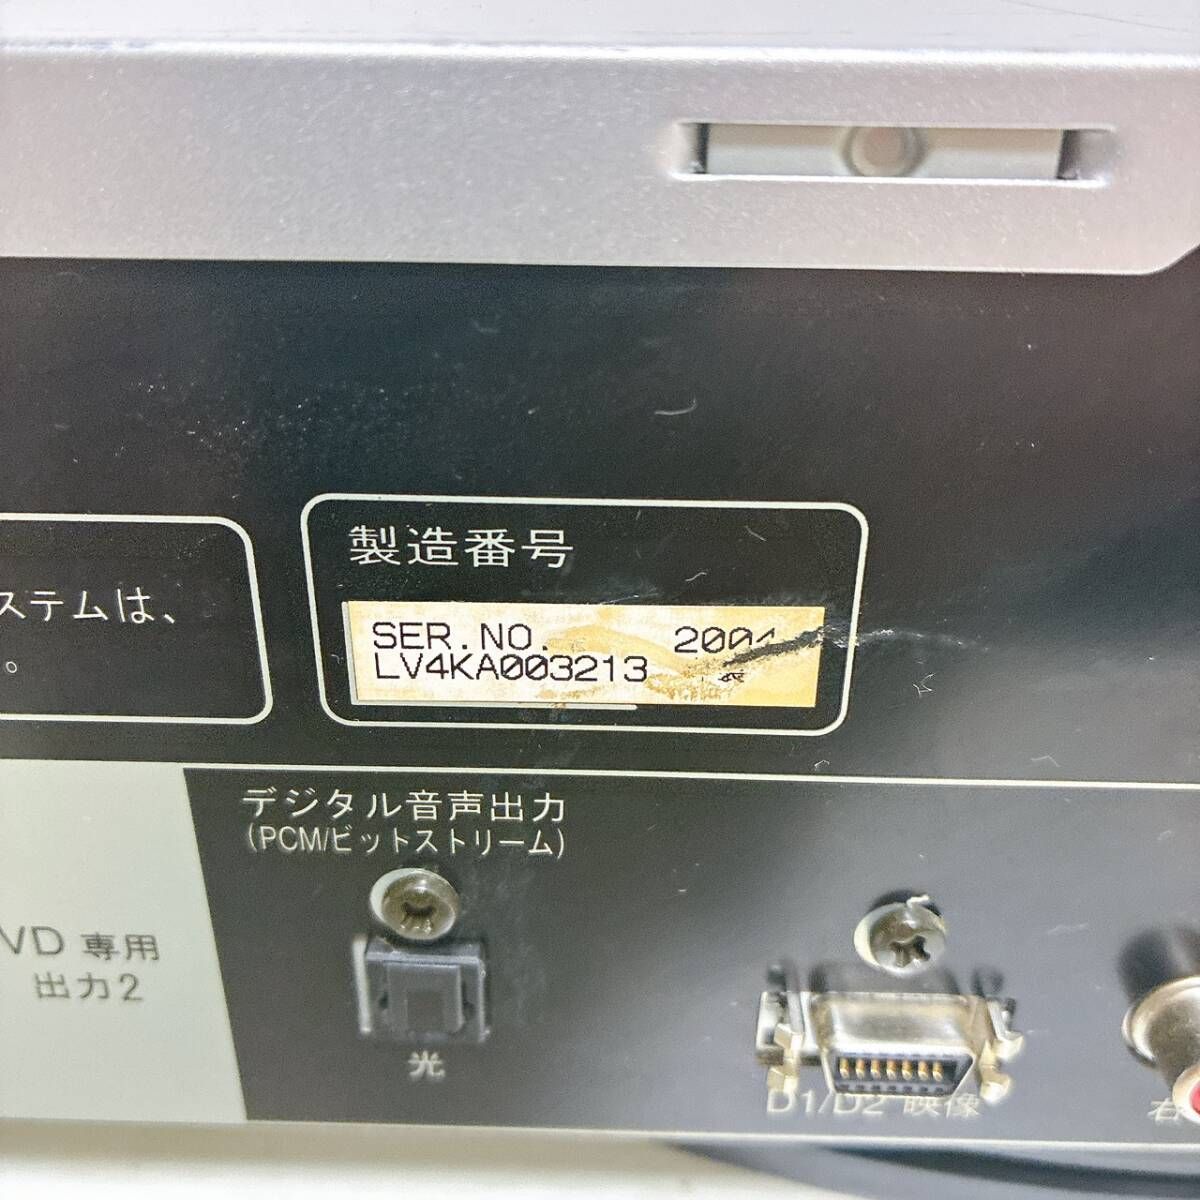 ステムは、
。
製造番号
SER.NO. 2004
LV4KA003213
デジタル音声出力
(PCM/ビットストリーム)
VD 専用
出力2
光
D1/D2 映像
右